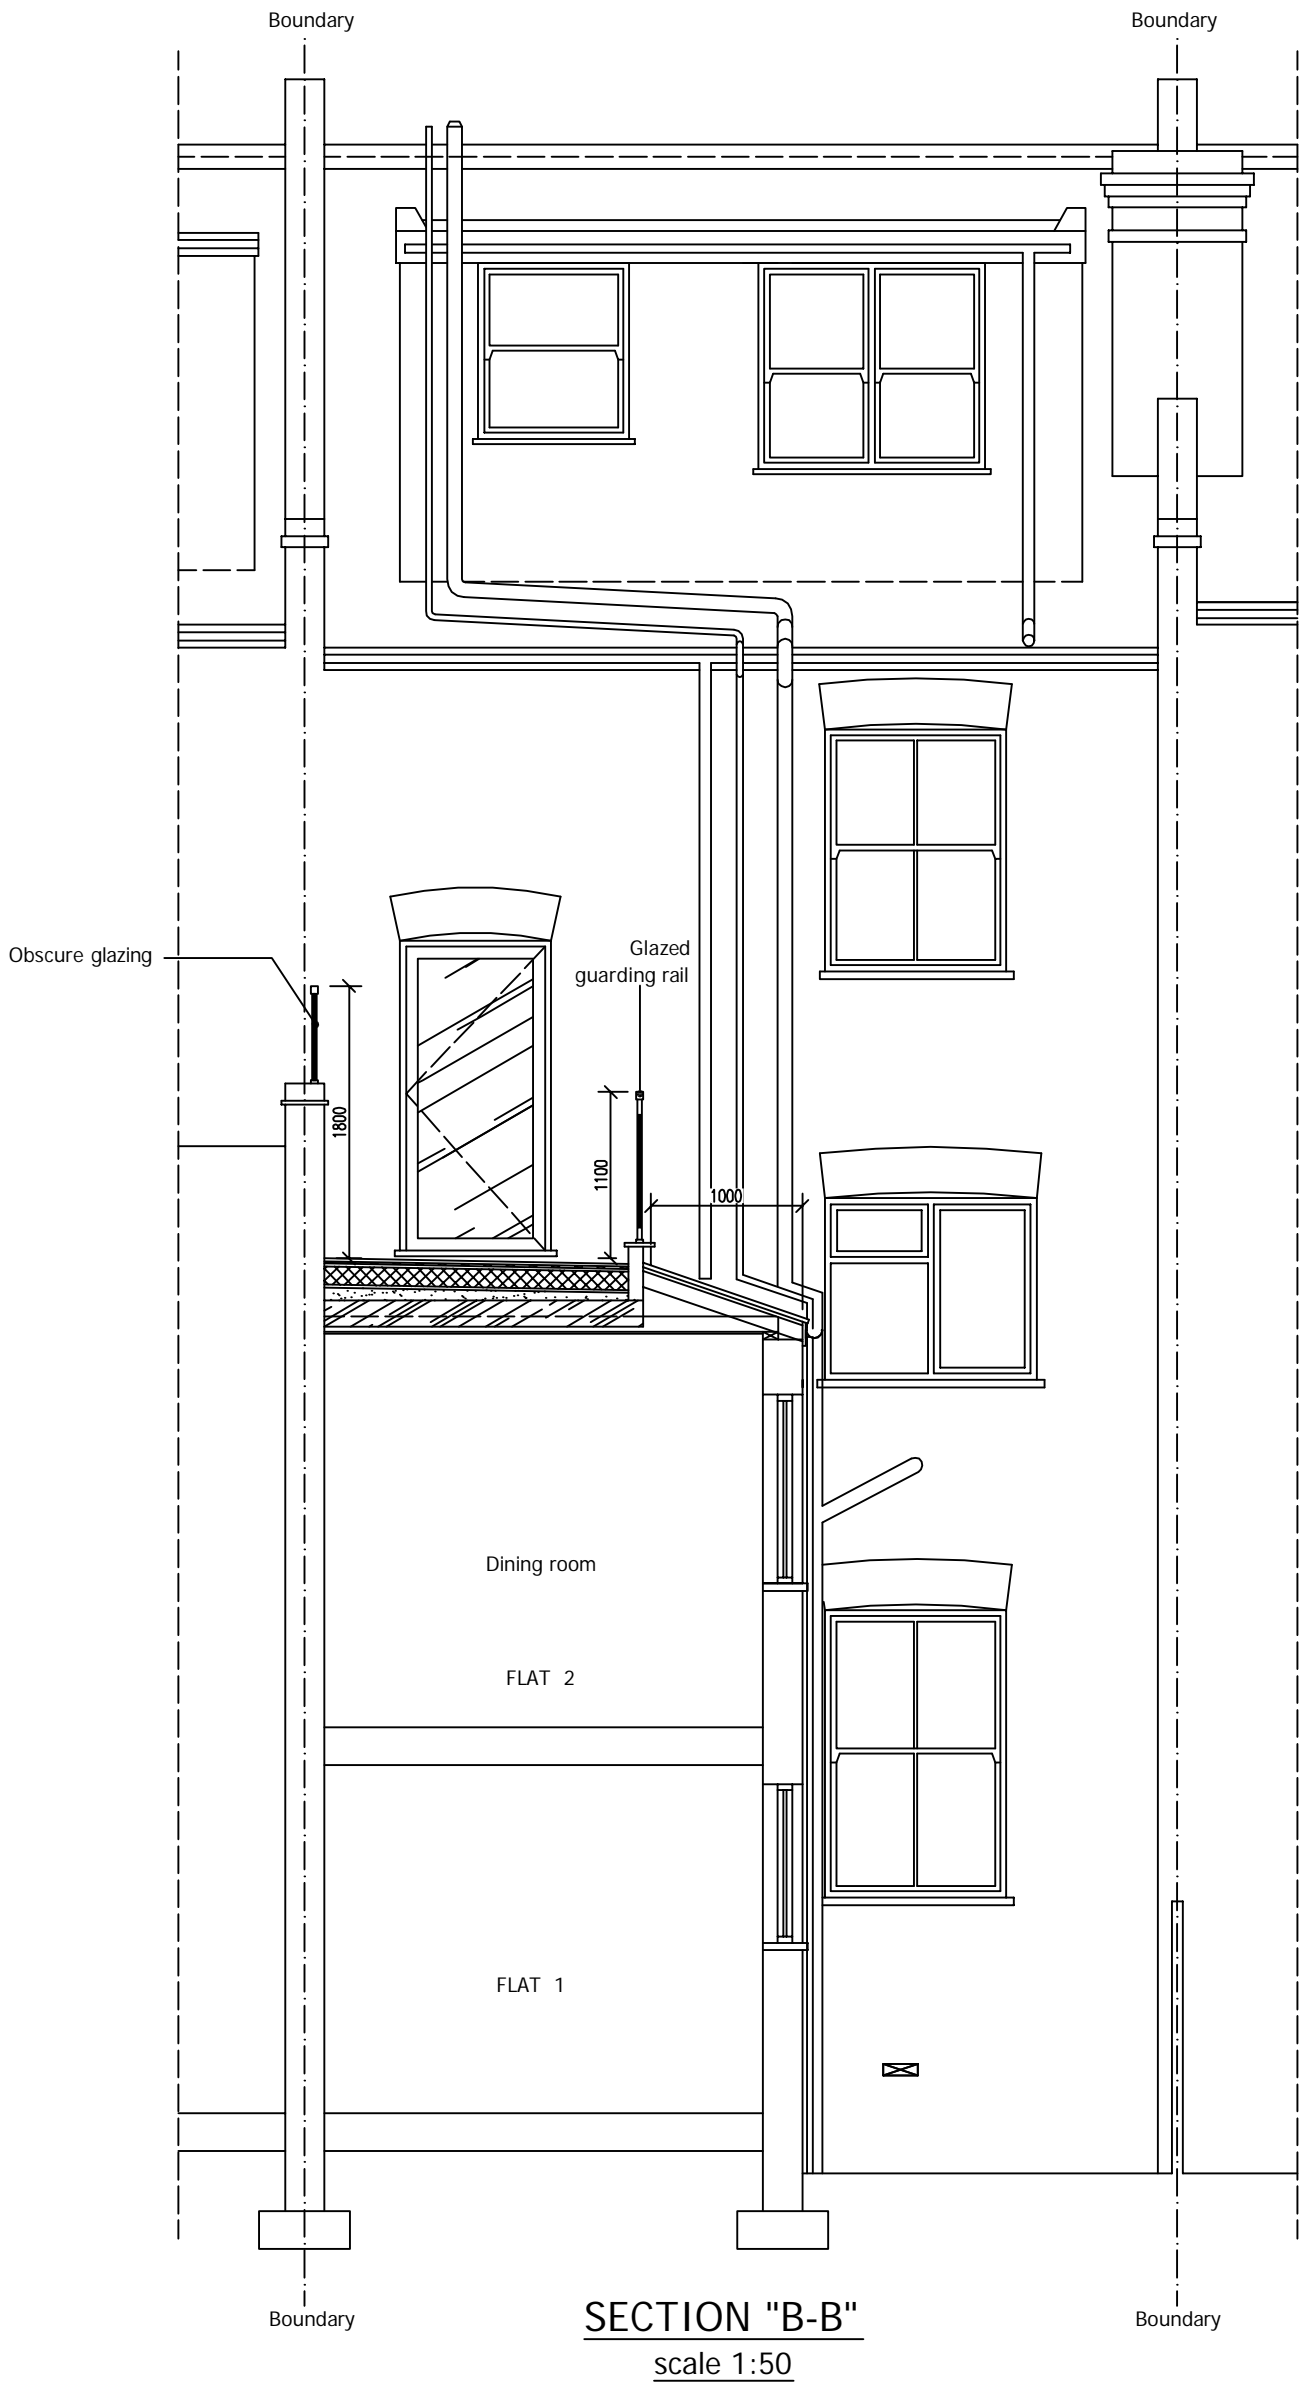 Boundary
Boundary
Obscure glazing
Glazed
guarding rail
1800
1100
1000
Dining room
FLAT 2
FLAT 1
Boundary
Boundary
SECTION "B-B"
scale 1:50